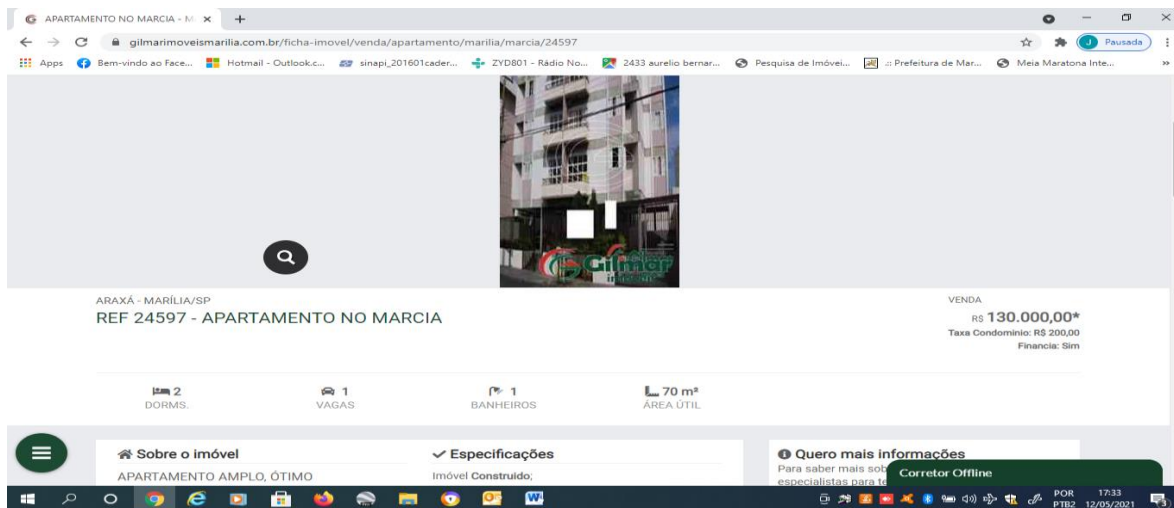 APARTAMENTO NO MARCIA - M
gilmarimoveismarilia.com.br/ficha-imovel/venda/apartamento/marilia/marcia/24597
J Pausada
Apps Bem-vindo ao Face... Hotmail - Outlook.c... sinapi_201601cader... ZYD801 - Rádio No... 2433 aurelio bernar... Pesquisa de Imóvei... .:: Prefeitura de Mar... Meia Maratona Inte... »
Gilmar
imóveis
ARAXÁ - MARÍLIA/SP
VENDA
REF 24597 - APARTAMENTO NO MARCIA
R$ 130.000,00*
Taxa Condominio: R$ 200,00
Financia: Sim
2 1 1 70 m²
DORMS. VAGAS BANHEIROS ÁREA ÚTIL
Sobre o imóvel Especificações Quero mais informações
APARTAMENTO AMPLO, ÓTIMO Imóvel Construido; Para saber mais sob
especialistas para te
Corretor Offline
POR 17:33
PTB2 12/05/2021